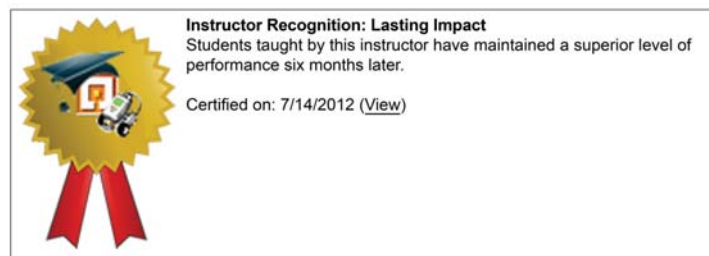 Instructor Recognition: Lasting Impact
Students taught by this instructor have maintained a superior level of
performance six months later.
Certified on: 7/14/2012 (View)